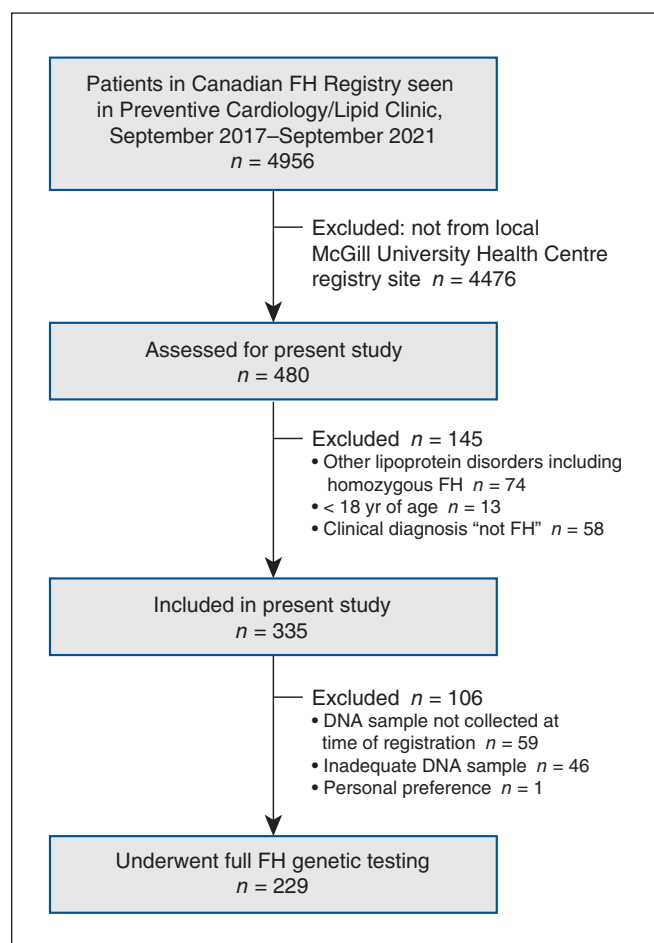 Patients in Canadian FH Registry seen
in Preventive Cardiology/Lipid Clinic,
September 2017–September 2021
n = 4956
Excluded: not from local
McGill University Health Centre
registry site n = 4476
Assessed for present study
n = 480
Excluded n = 145
• Other lipoprotein disorders including
homozygous FH n = 74
• < 18 yr of age n = 13
• Clinical diagnosis “not FH” n = 58
Included in present study
n = 335
Excluded n = 106
• DNA sample not collected at
time of registration n = 59
• Inadequate DNA sample n = 46
• Personal preference n = 1
Underwent full FH genetic testing
n = 229